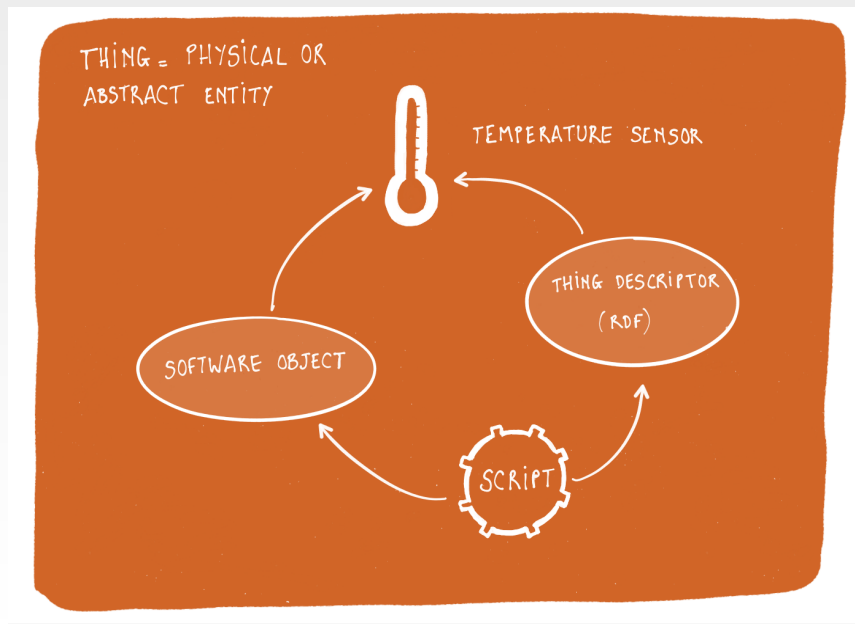 THING = PHYSICAL OR
ABSTRACT ENTITY
TEMPERATURE SENSOR
THING DESCRIPTOR
(RDF)
SOFTWARE OBJECT
SCRIPT